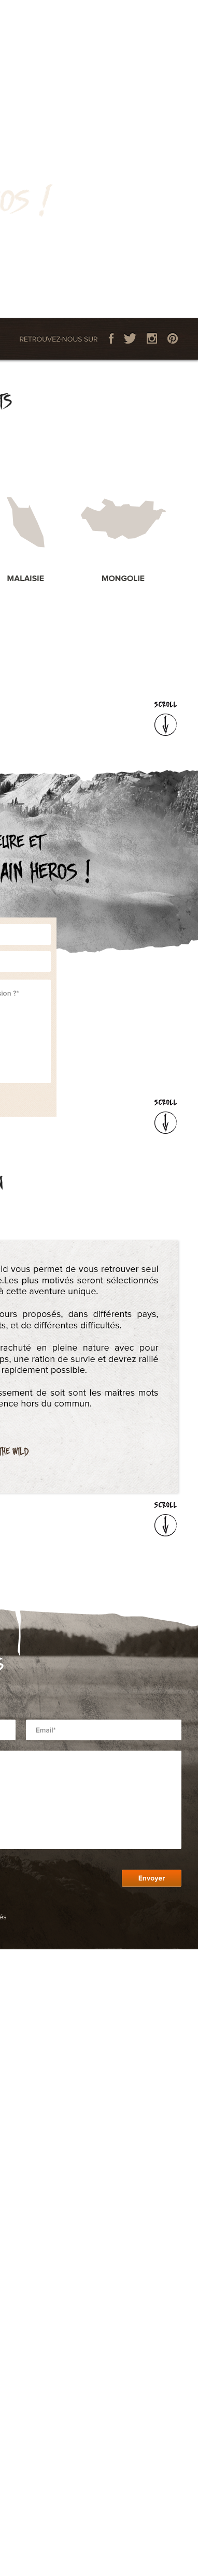 OS !
RETROUVEZ-NOUS SUR
TS
MALAISIE
MONGOLIE
SCROLL
EURE ET
AIN HEROS !
sion ?*
SCROLL
ld vous permet de vous retrouver seul
e.Les plus motivés seront sélectionnés
à cette aventure unique.
ours proposés, dans différents pays,
ts, et de différentes difficultés.
rachuté en pleine nature avec pour
ps, une ration de survie et devrez rallié
rapidement possible.
ssement de soit sont les maîtres mots
ence hors du commun.
THE WILD
SCROLL
S
Email*
Envoyer
és